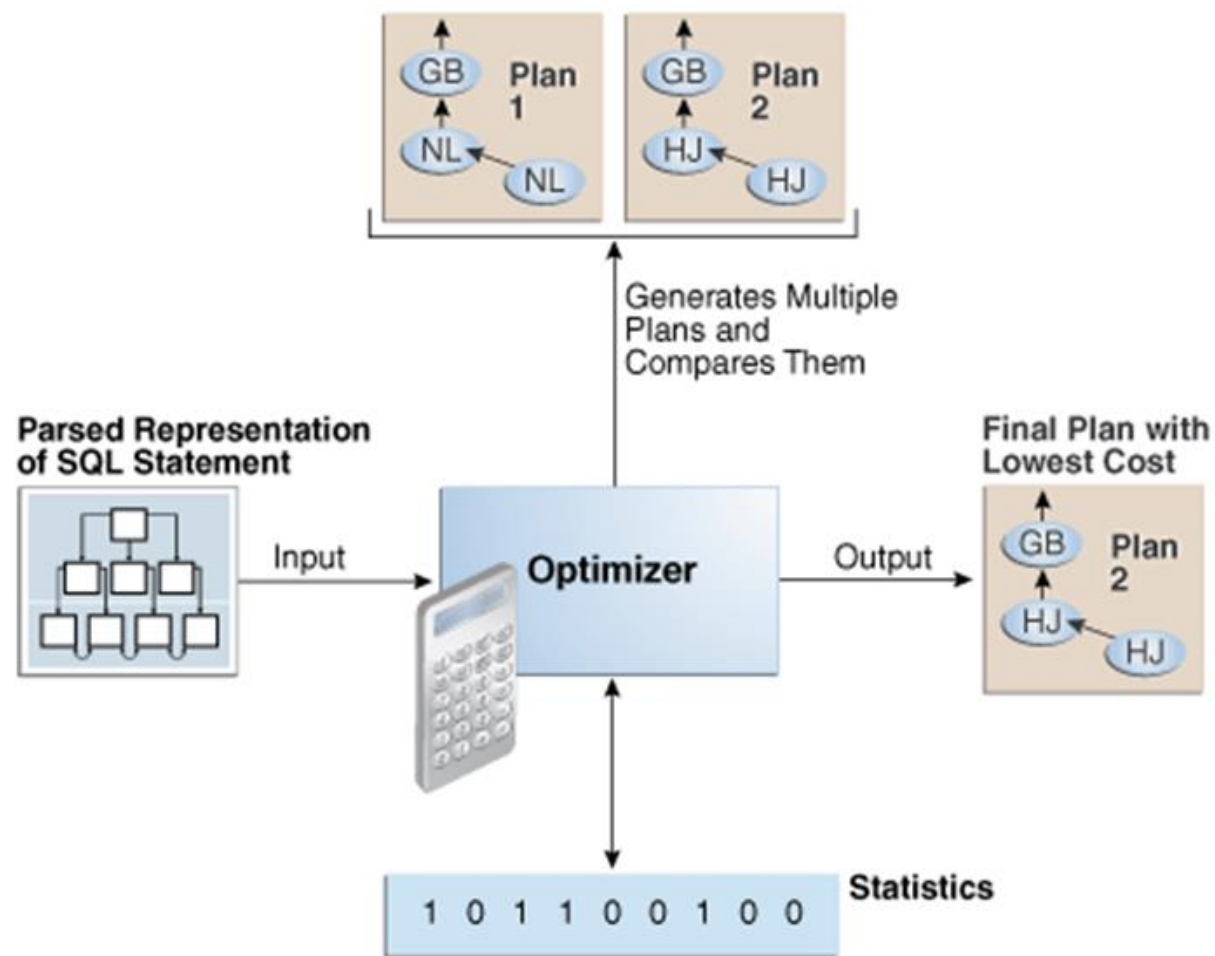 GB
Plan
1
NL
NL
GB
Plan
2
HJ
HJ
Generates Multiple
Plans and
Compares Them
Parsed Representation
of SQL Statement
Input
Optimizer
Output
Final Plan with
Lowest Cost
GB
Plan
2
HJ
HJ
Statistics
1 0 1 1 0 0 1 0 0